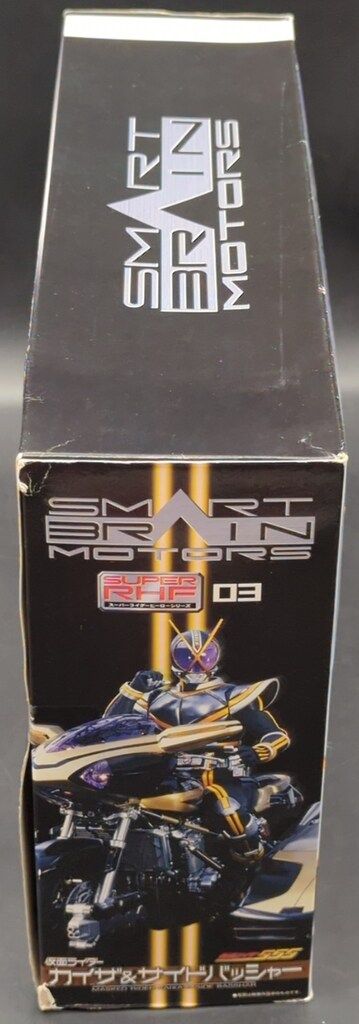 SMART
BRAIN
MOTORS
SMART
BRAIN
MOTORS
SUPER
RHF 03
スーパーライダーヒーローシリーズ
仮面ライダー 555
カイザ&サイドバッシャー
MASKED RIDER KAIXA & SIDE BASSHAR